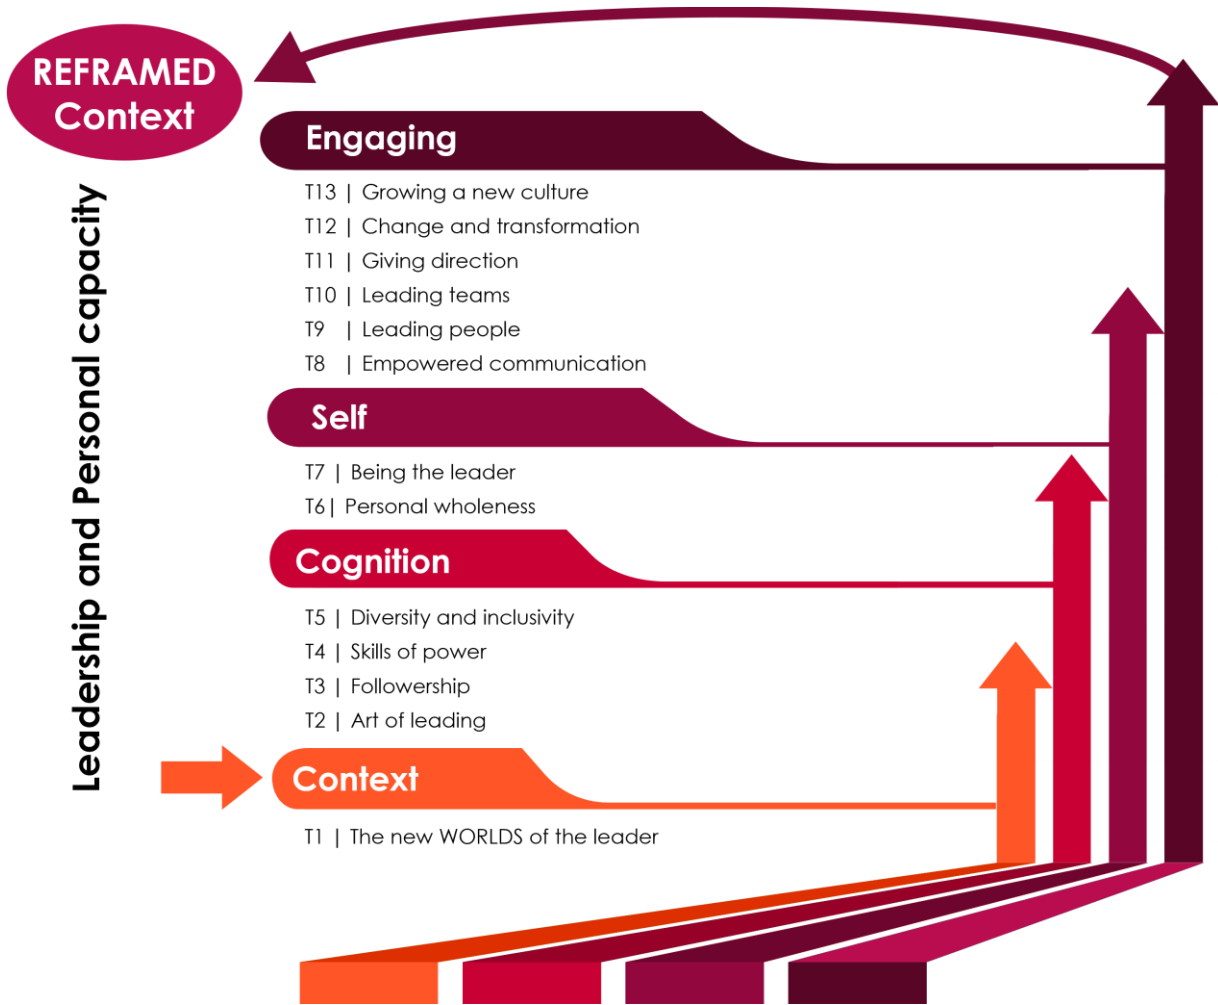 REFRAMED
Context
Leadership and Personal capacity
Engaging
T13 | Growing a new culture
T12 | Change and transformation
T11 | Giving direction
T10 | Leading teams
T9 | Leading people
T8 | Empowered communication
Self
T7 | Being the leader
T6| Personal wholeness
Cognition
T5 | Diversity and inclusivity
T4 | Skills of power
T3 | Followership
T2 | Art of leading
Context
T1 | The new WORLDS of the leader